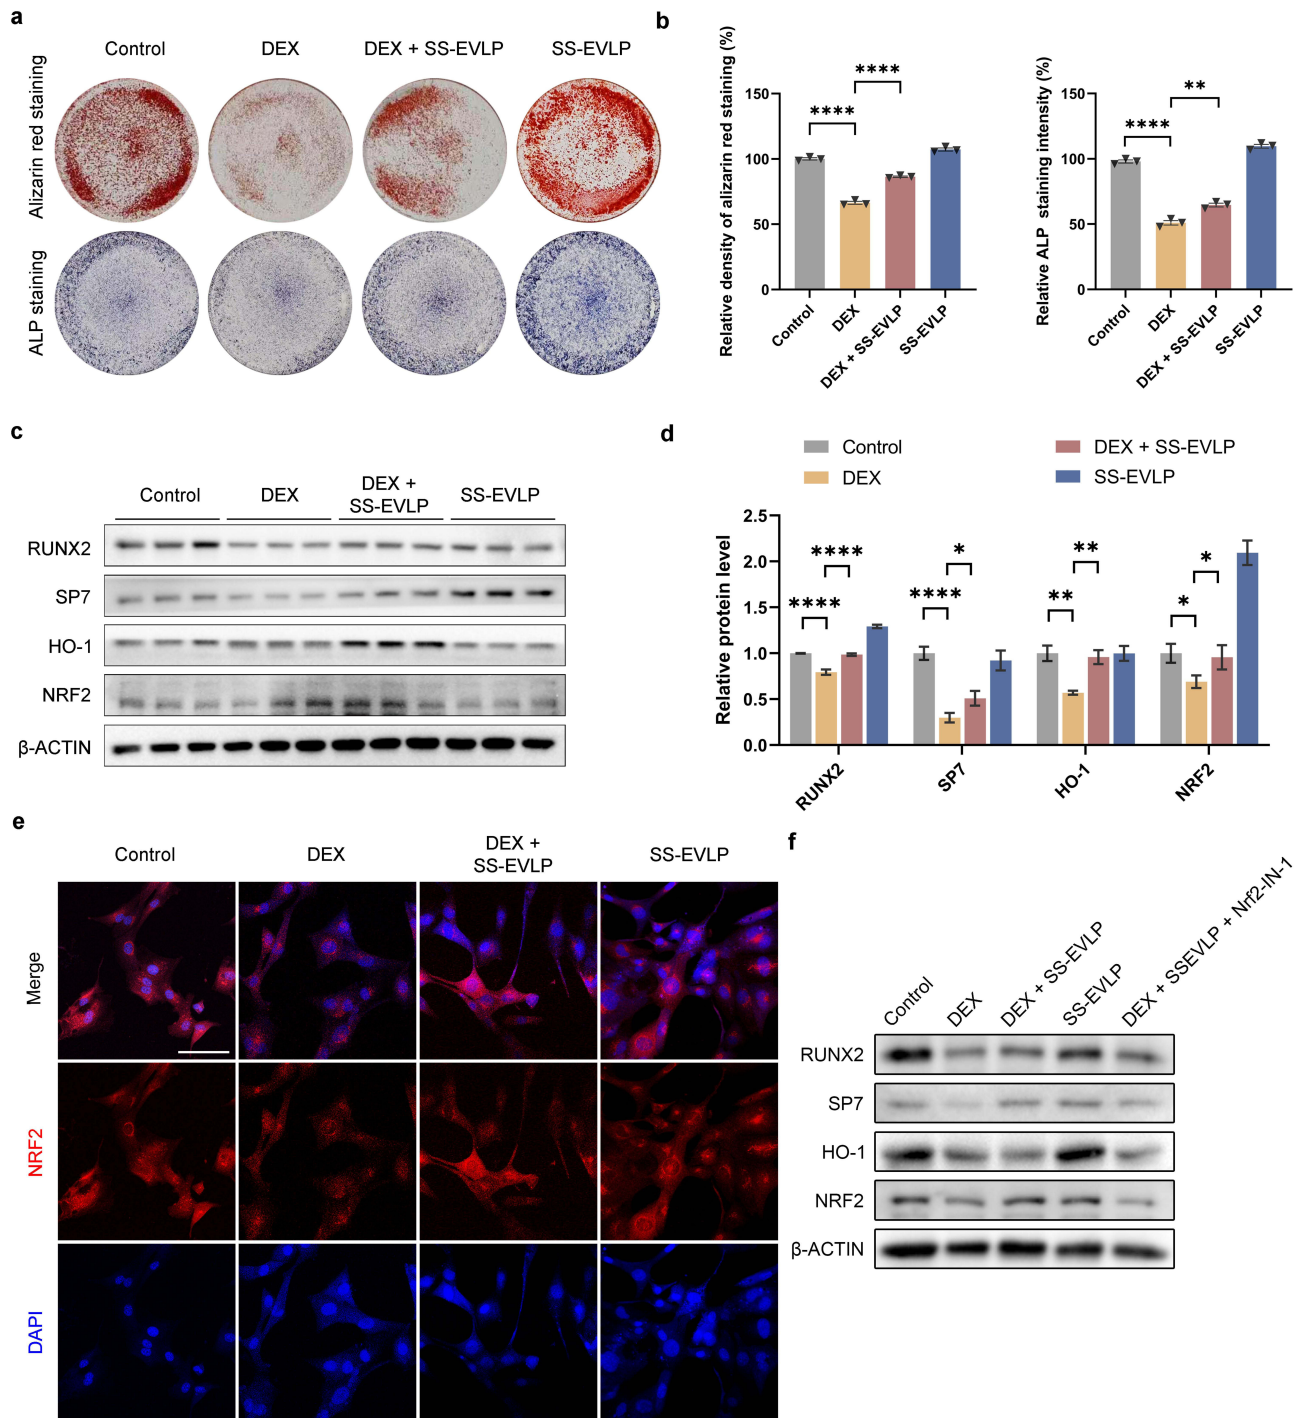 a
Control
DEX
DEX + SS-EVLP
SS-EVLP
Alizarin red staining
ALP staining
b
Relative density of alizarin red staining (%)
150
100
50
0
****
****
Control
DEX
DEX + SS-EVLP
SS-EVLP
Relative ALP staining intensity (%)
150
100
50
0
****
**
Control
DEX
DEX + SS-EVLP
SS-EVLP
c
Control
DEX
DEX +
SS-EVLP
SS-EVLP
RUNX2
SP7
HO-1
NRF2
β-ACTIN
d
Control
DEX
DEX + SS-EVLP
SS-EVLP
Relative protein level
2.5
2.0
1.5
1.0
0.5
0.0
****
****
****
*
**
**
*
*
RUNX2
SP7
HO-1
NRF2
e
Control
DEX
DEX +
SS-EVLP
SS-EVLP
Merge
NRF2
DAPI
f
Control
DEX
DEX + SS-EVLP
SS-EVLP
DEX + SSEVLP + Nrf2-IN-1
RUNX2
SP7
HO-1
NRF2
β-ACTIN